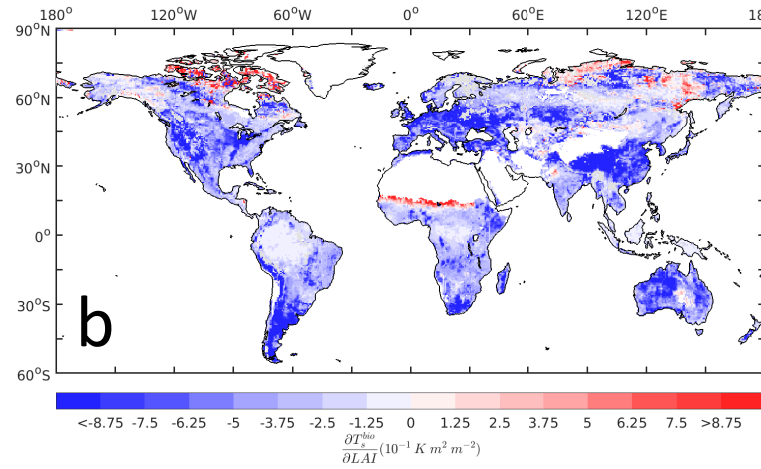 180°W 120°W 60°W 0° 60°E 120°E 18
90°N
60°N
30°N
0°
30°S
60°S
b
<-8.75 -7.5 -6.25 -5 -3.75 -2.5 -1.25 0 1.25 2.5 3.75 5 6.25 7.5 >8.75
∂T_s^{bio}/∂LAI (10⁻¹ K m² m⁻²)